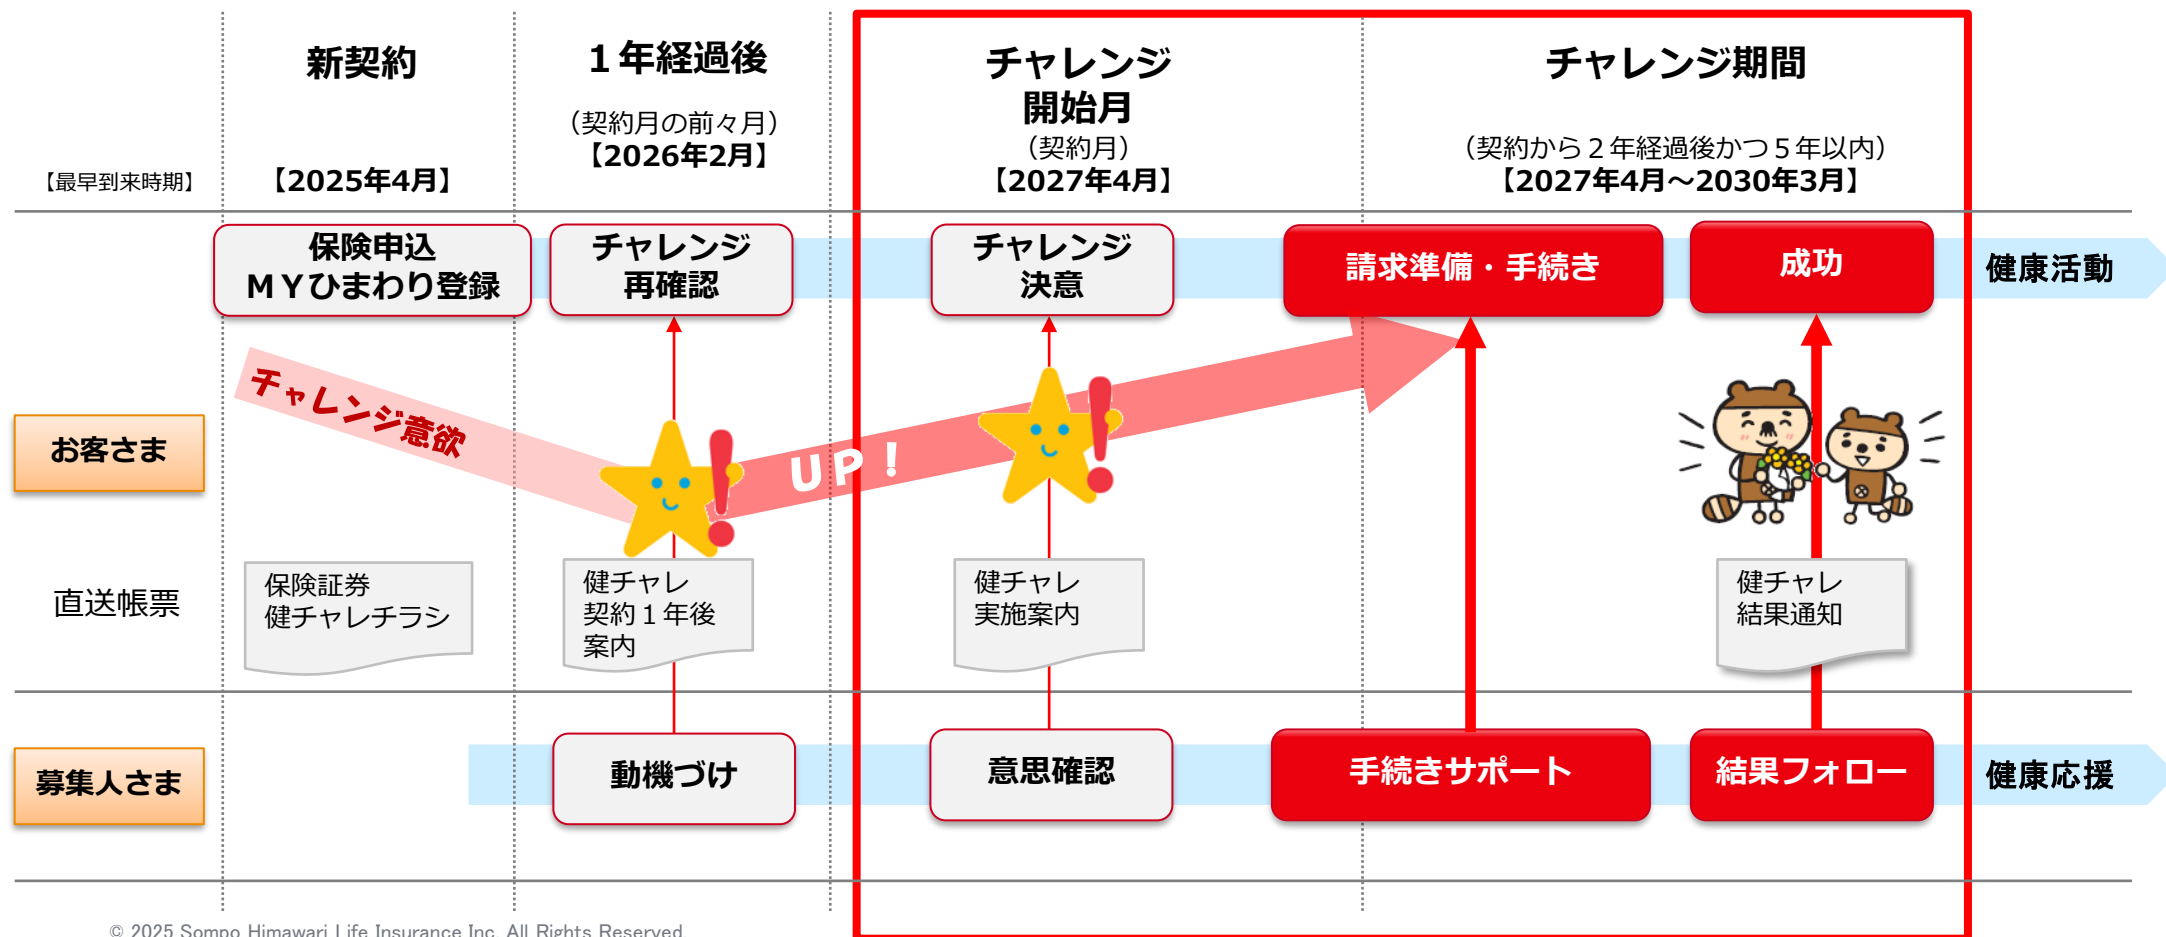 新契約
１年経過後
チャレンジ
開始月
チャレンジ期間
（契約月の前々月）
（契約月）
（契約から２年経過後かつ５年以内）
【最早到来時期】
【2025年4月】
【2026年2月】
【2027年4月】
【2027年4月～2030年3月】
保険申込
ＭＹひまわり登録
チャレンジ
再確認
チャレンジ
決意
請求準備・手続き
成功
健康活動
お客さま
チャレンジ意欲
ＵＰ！
直送帳票
保険証券
健チャレチラシ
健チャレ
契約１年後
案内
健チャレ
実施案内
健チャレ
結果通知
募集人さま
動機づけ
意思確認
手続きサポート
結果フォロー
健康応援
© 2025 Sompo Himawari Life Insurance Inc. All Rights Reserved